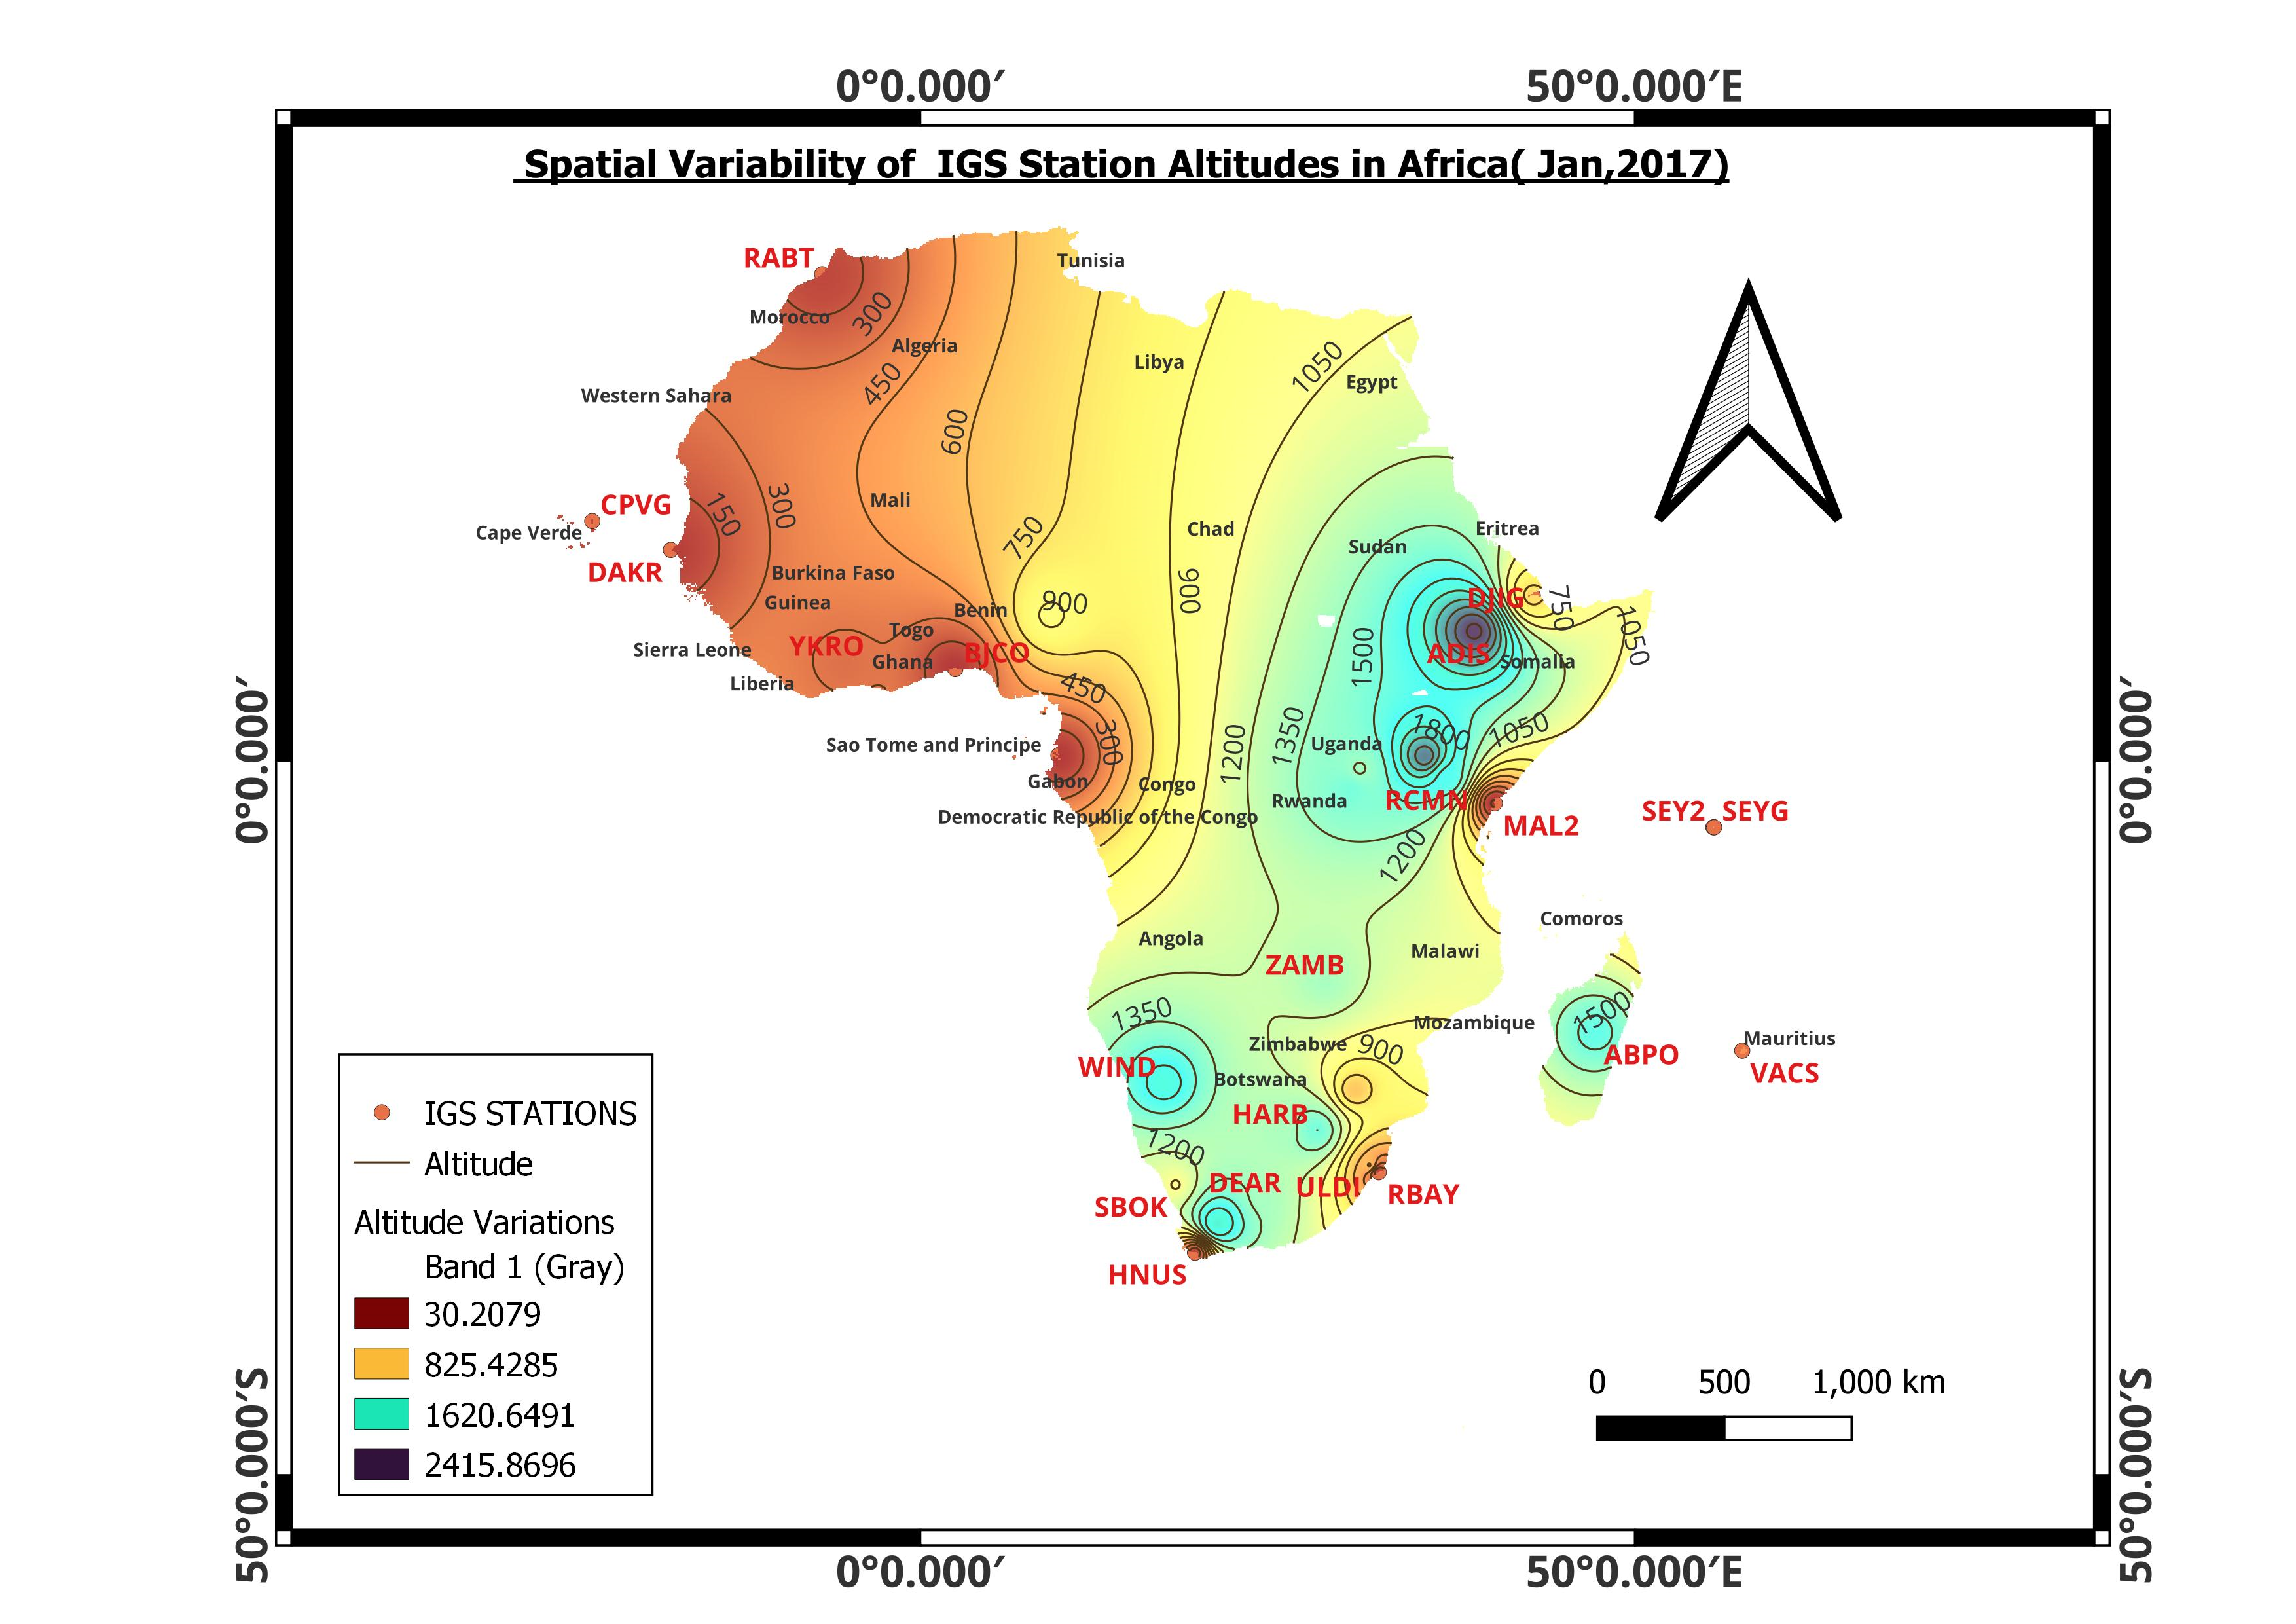 0°0.000′
50°0.000′E
Spatial Variability of IGS Station Altitudes in Africa( Jan,2017)
RABT
Tunisia
Morocco
300
Algeria
1050
Libya
450
Egypt
Western Sahara
600
CPVG
150
300
Mali
Chad
Eritrea
Cape Verde
750
Sudan
DAKR
Burkina Faso
900
900
DJIG
750
Guinea
Benin
Togo
1050
YKRO
BJCO
ADIS
Sierra Leone
Ghana
1500
Somalia
Liberia
450
0°0.000′
0°0.000′
Sao Tome and Principe
300
1200
1350
Uganda
1800
1050
Gabon
Congo
Rwanda
RCMN
Democratic Republic of the Congo
MAL2
SEY2
SEYG
1200
Comoros
Angola
ZAMB
Malawi
1350
1500
Mozambique
Zimbabwe
900
Mauritius
WIND
ABPO
VACS
Botswana
HARB
1200
DEAR
ULDI
RBAY
SBOK
HNUS
IGS STATIONS
Altitude
Altitude Variations
Band 1 (Gray)
30.2079
825.4285
1620.6491
2415.8696
0
500
1,000 km
50°0.000′S
50°0.000′S
0°0.000′
50°0.000′E